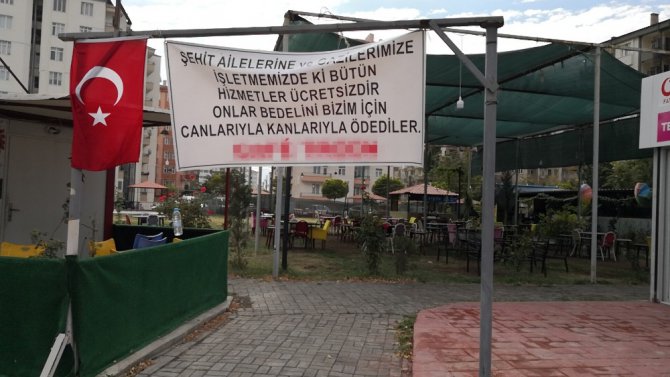 ŞEHİT AİLELERİNE ve GAZİLERİMİZE
İŞLETMEMİZDE Kİ BÜTÜN
HİZMETLER ÜCRETSİZDİR
ONLAR BEDELİNİ BİZİM İÇİN
CANLARIYLA KANLARIYLA ÖDEDİLER.